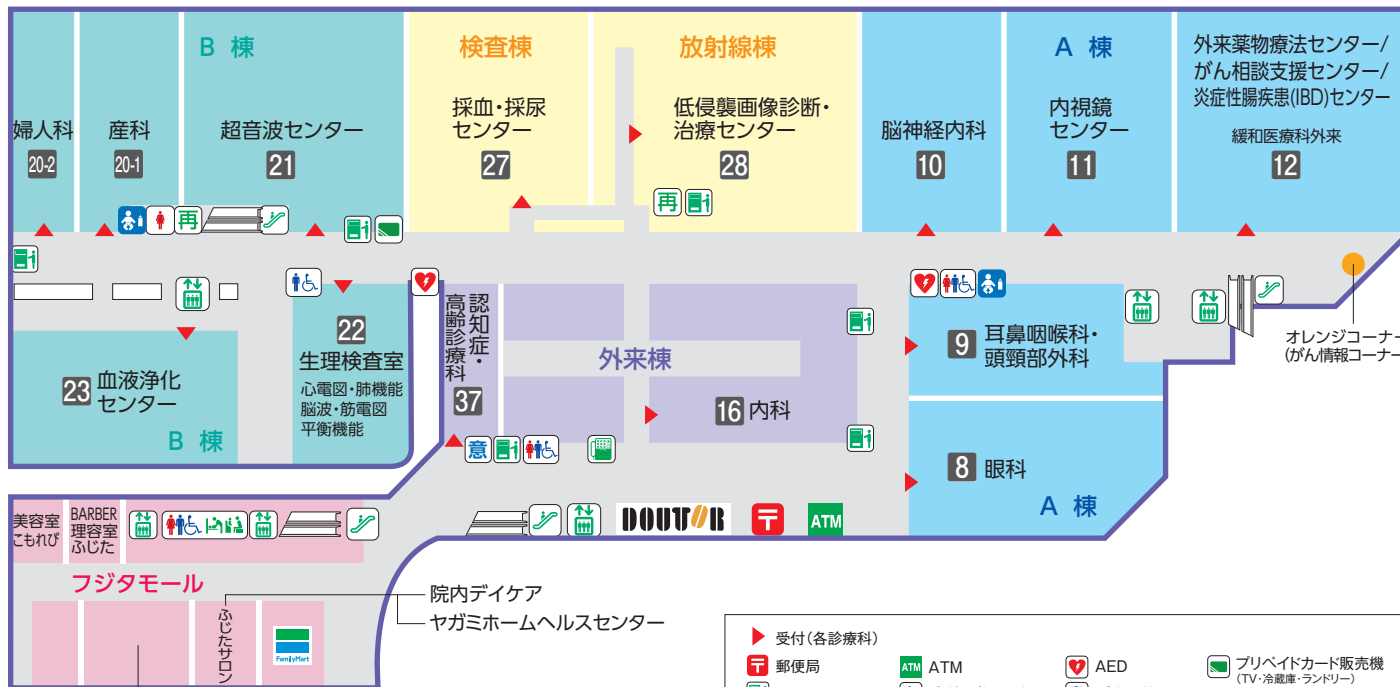 B 棟
検査棟
放射線棟
A 棟
外来薬物療法センター/
がん相談支援センター/
炎症性腸疾患(IBD)センター
緩和医療科外来
12
婦人科
20-2
産科
20-1
超音波センター
21
採血・採尿
センター
27
低侵襲画像診断・
治療センター
28
脳神経内科
10
内視鏡
センター
11
再
再
22
生理検査室
心電図・肺機能
脳波・筋電図
平衡機能
23 血液浄化
センター
B 棟
認知症・
高齢診療科
37
外来棟
16 内科
9 耳鼻咽喉科・
頭頸部外科
オレンジコーナー
(がん情報コーナー
8 眼科
A 棟
意
DOUTOR
〒
ATM
美容室
こもれび
BARBER
理容室
ふじた
フジタモール
ふじたサロン
FamilyMart
院内デイケア
ヤガミホームヘルスセンター
受付(各診療科)
〒 郵便局
ATM ATM
AED
プリペイドカード販売機
(TV・冷蔵庫・ランドリー)